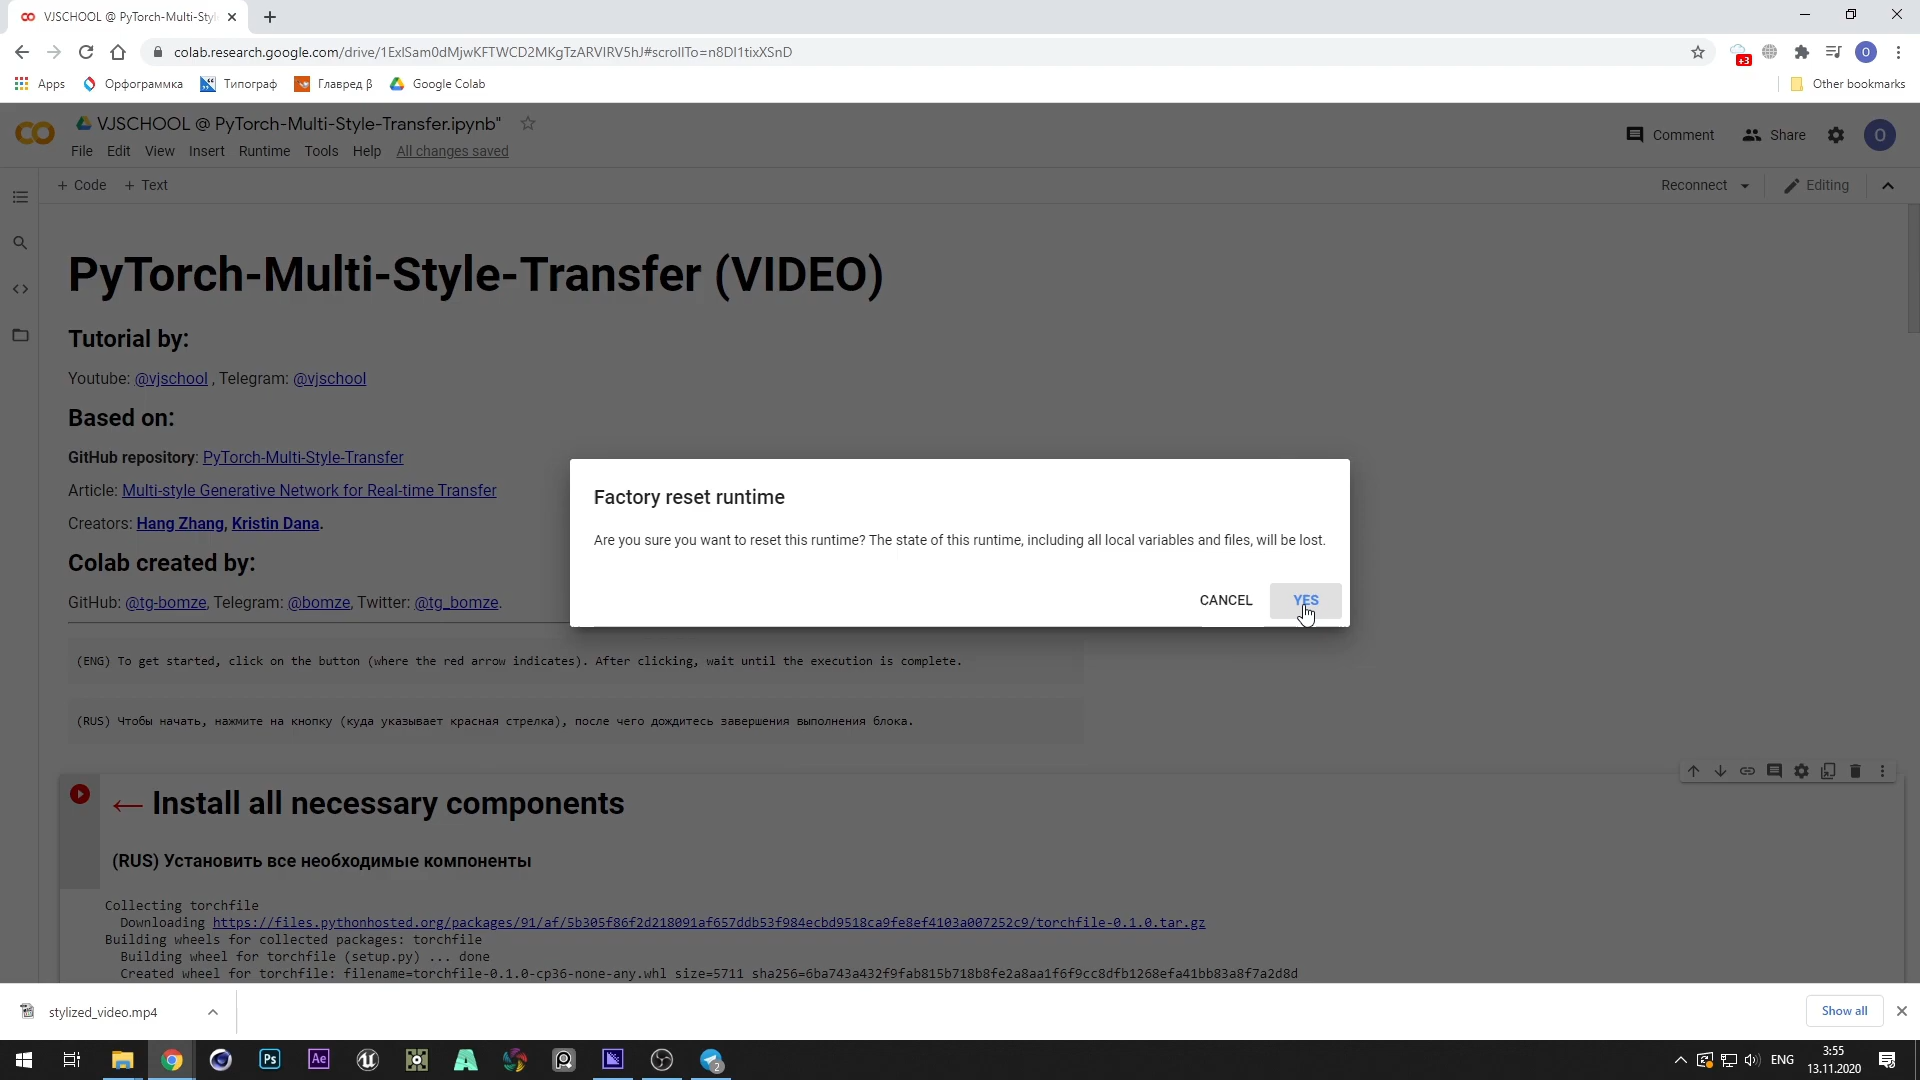 VJSCHOOL @ PyTorch-Multi-Styl
colab.research.google.com/drive/1ExlSam0dMjwKFTWCD2MKgTzARVIRV5hJ#scrollTo=n8DI1tixXSnD
+3
O
Apps
Орфограммка
Типограф
Главред β
Google Colab
Other bookmarks
VJSCHOOL @ PyTorch-Multi-Style-Transfer.ipynb"
Comment
Share
O
File Edit View Insert Runtime Tools Help All changes saved
+ Code + Text
Reconnect
Editing
PyTorch-Multi-Style-Transfer (VIDEO)
Tutorial by:
Youtube: @vjschool , Telegram: @vjschool
Based on:
GitHub repository: PyTorch-Multi-Style-Transfer
Article: Multi-style Generative Network for Real-time Transfer
Creators: Hang Zhang, Kristin Dana.
Colab created by:
GitHub: @tg-bomze, Telegram: @bomze, Twitter: @tg_bomze.
Factory reset runtime
Are you sure you want to reset this runtime? The state of this runtime, including all local variables and files, will be lost.
CANCEL
YES
(ENG) To get started, click on the button (where the red arrow indicates). After clicking, wait until the execution is complete.
(RUS) Чтобы начать, нажмите на кнопку (куда указывает красная стрелка), после чего дождитесь завершения выполнения блока.
← Install all necessary components
(RUS) Установить все необходимые компоненты
Collecting torchfile
Downloading https://files.pythonhosted.org/packages/91/af/5b305f86f2d218091af657ddb53f984ecbd9518ca9fe8ef4103a007252c9/torchfile-0.1.0.tar.gz
Building wheels for collected packages: torchfile
Building wheel for torchfile (setup.py) ... done
Created wheel for torchfile: filename=torchfile-0.1.0-cp36-none-any.whl size=5711 sha256=6ba743a432f9fab815b718b8fe2a8aa1f6f9cc8dfb1268efa41bb83a8f7a2d8d
stylized_video.mp4
Show all
Ps
Ae
2
ENG
3:55
13.11.2020